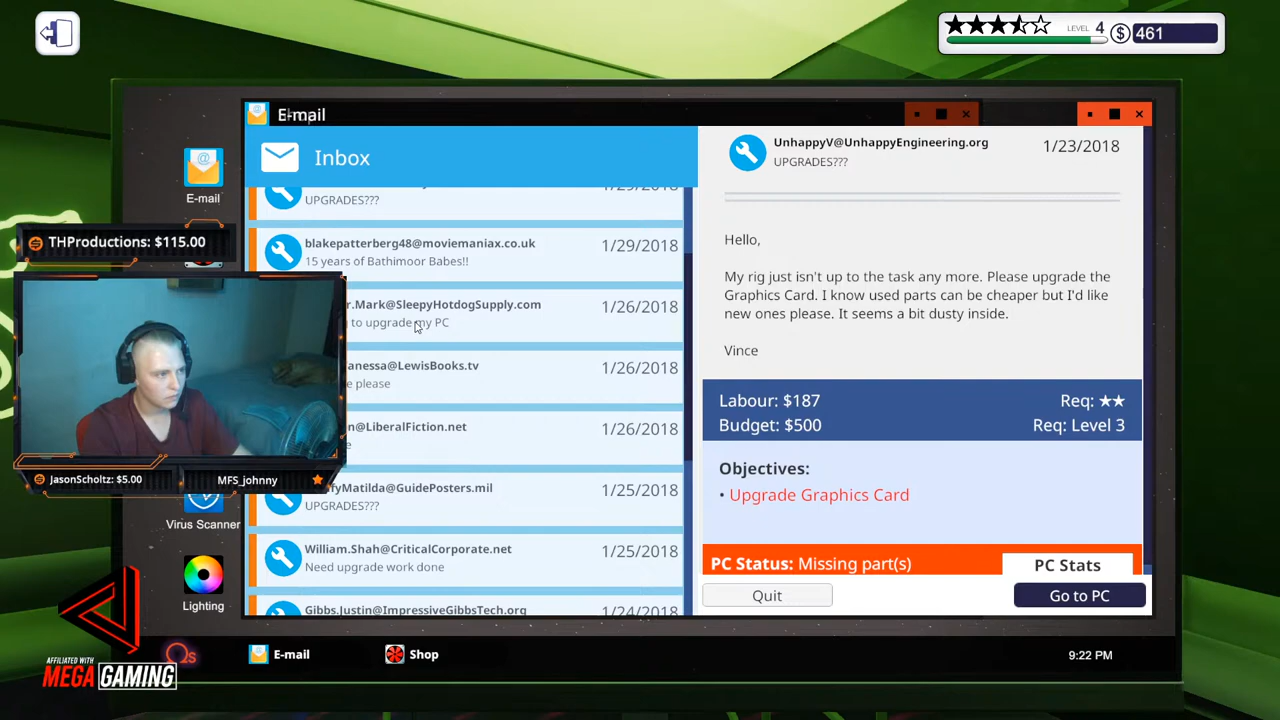 LEVEL 4
$ 461
E-mail
Inbox
UPGRADES???
1/29/2018
blakepatterberg48@moviemaniax.co.uk
1/29/2018
15 years of Bathimoor Babes!!
r.Mark@SleepyHotdogSupply.com
1/26/2018
to upgrade my PC
anessa@LewisBooks.tv
1/26/2018
e please
n@LiberalFiction.net
1/26/2018
yMatilda@GuidePosters.mil
1/25/2018
UPGRADES???
William.Shah@CriticalCorporate.net
1/25/2018
Need upgrade work done
Gibbs.Justin@ImpressiveGibbsTech.org
1/24/2018
UnhappyV@UnhappyEngineering.org
1/23/2018
UPGRADES???
Hello,
My rig just isn't up to the task any more. Please upgrade the
Graphics Card. I know used parts can be cheaper but I'd like
new ones please. It seems a bit dusty inside.
Vince
Labour: $187
Req: ★★
Budget: $500
Req: Level 3
Objectives:
• Upgrade Graphics Card
PC Status: Missing part(s)
PC Stats
Quit
Go to PC
E-mail
THProductions: $115.00
JasonScholtz: $5.00
MFS_johnny
Virus Scanner
Lighting
AFFILIATED WITH
MEGA GAMING
Os
E-mail
Shop
9:22 PM